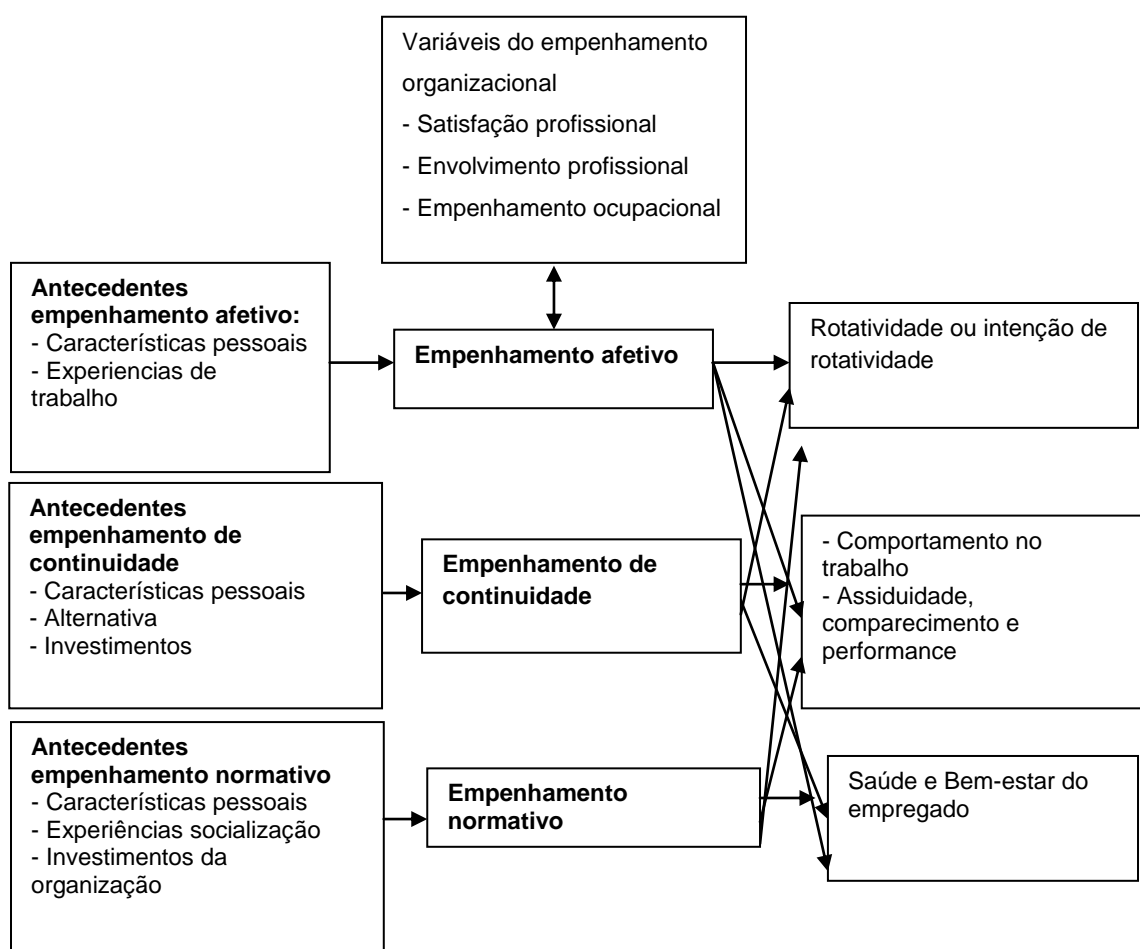 Variáveis do empenhamento
organizacional
- Satisfação profissional
- Envolvimento profissional
- Empenhamento ocupacional
Antecedentes
empenhamento afetivo:
- Características pessoais
- Experiencias de
trabalho
Empenhamento afetivo
Rotatividade ou intenção de
rotatividade
Antecedentes
empenhamento de
continuidade
- Características pessoais
- Alternativa
- Investimentos
Empenhamento de
continuidade
- Comportamento no
trabalho
- Assiduidade,
comparecimento e
performance
Antecedentes
empenhamento normativo
- Características pessoais
- Experiências socialização
- Investimentos da
organização
Empenhamento
normativo
Saúde e Bem-estar do
empregado